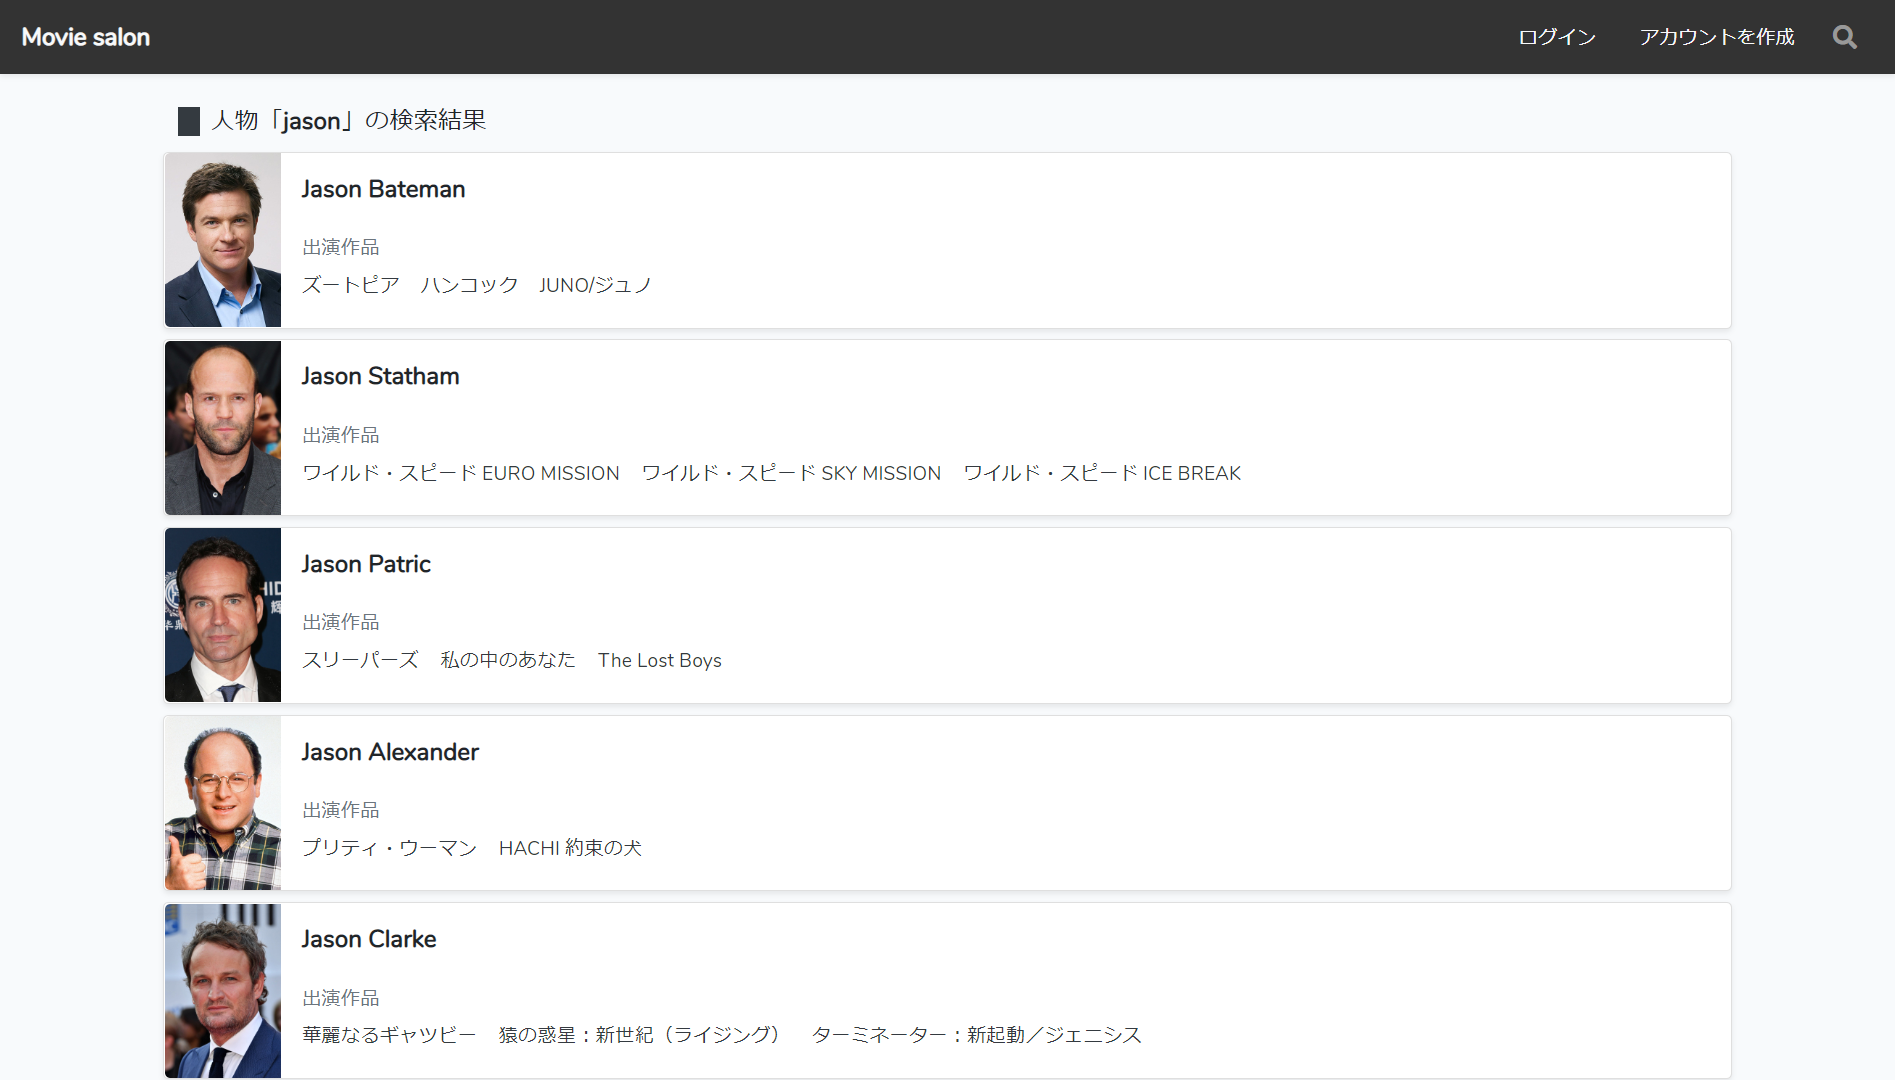 Movie salon
ログイン
アカウントを作成
人物「jason」の検索結果
Jason Bateman
出演作品
ズートピア ハンコック JUNO/ジュノ
Jason Statham
出演作品
ワイルド・スピード EURO MISSION ワイルド・スピード SKY MISSION ワイルド・スピード ICE BREAK
Jason Patric
出演作品
スリーパーズ 私の中のあなた The Lost Boys
Jason Alexander
出演作品
プリティ・ウーマン HACHI 約束の犬
Jason Clarke
出演作品
華麗なるギャツビー 猿の惑星：新世紀（ライジング） ターミネーター：新起動／ジェニシス